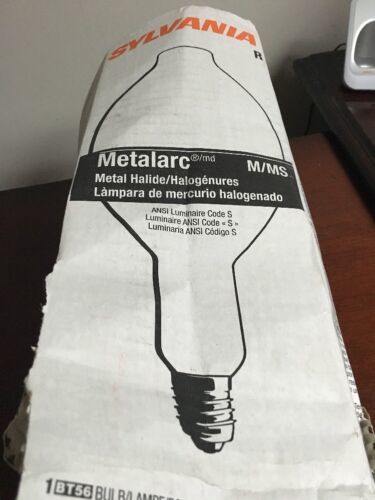 SYLVANIA
R
Metalarc®/md M/MS
Metal Halide/Halogénures
Làmpara de mercurio halogenado
ANSI Luminaire Code S
Luminaire ANSI Code « S »
Luminaria ANSI Código S
1 BT56 BULB/LAMPE/